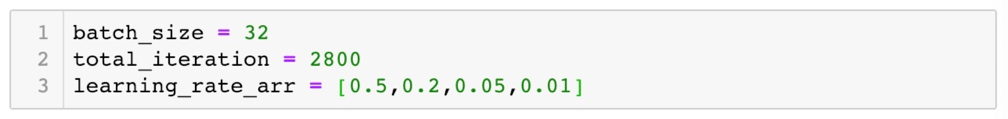 1 batch_size = 32
2 total_iteration = 2800
3 learning_rate_arr = [0.5,0.2,0.05,0.01]